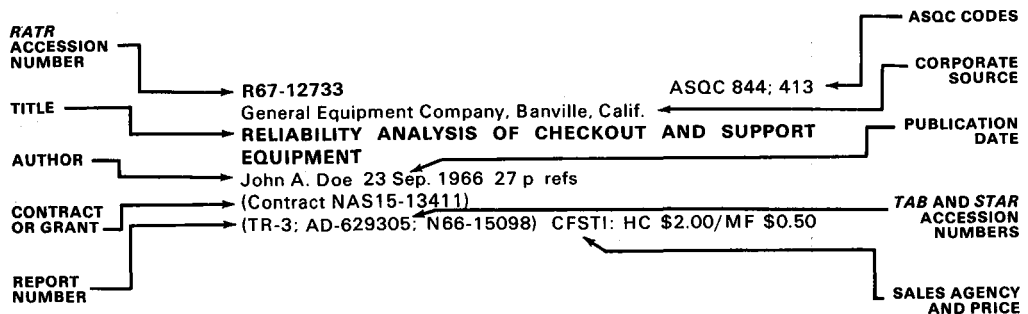 RATR
ACCESSION
NUMBER
TITLE
AUTHOR
CONTRACT
OR GRANT
REPORT
NUMBER
R67-12733 ASQC 844; 413
General Equipment Company, Banville, Calif.
RELIABILITY ANALYSIS OF CHECKOUT AND SUPPORT
EQUIPMENT
John A. Doe 23 Sep. 1966 27 p refs
(Contract NAS15-13411)
(TR-3; AD-629305; N66-15098) CFSTI: HC $2.00/MF $0.50
ASQC CODES
CORPORATE
SOURCE
PUBLICATION
DATE
TAB AND STAR
ACCESSION
NUMBERS
SALES AGENCY
AND PRICE